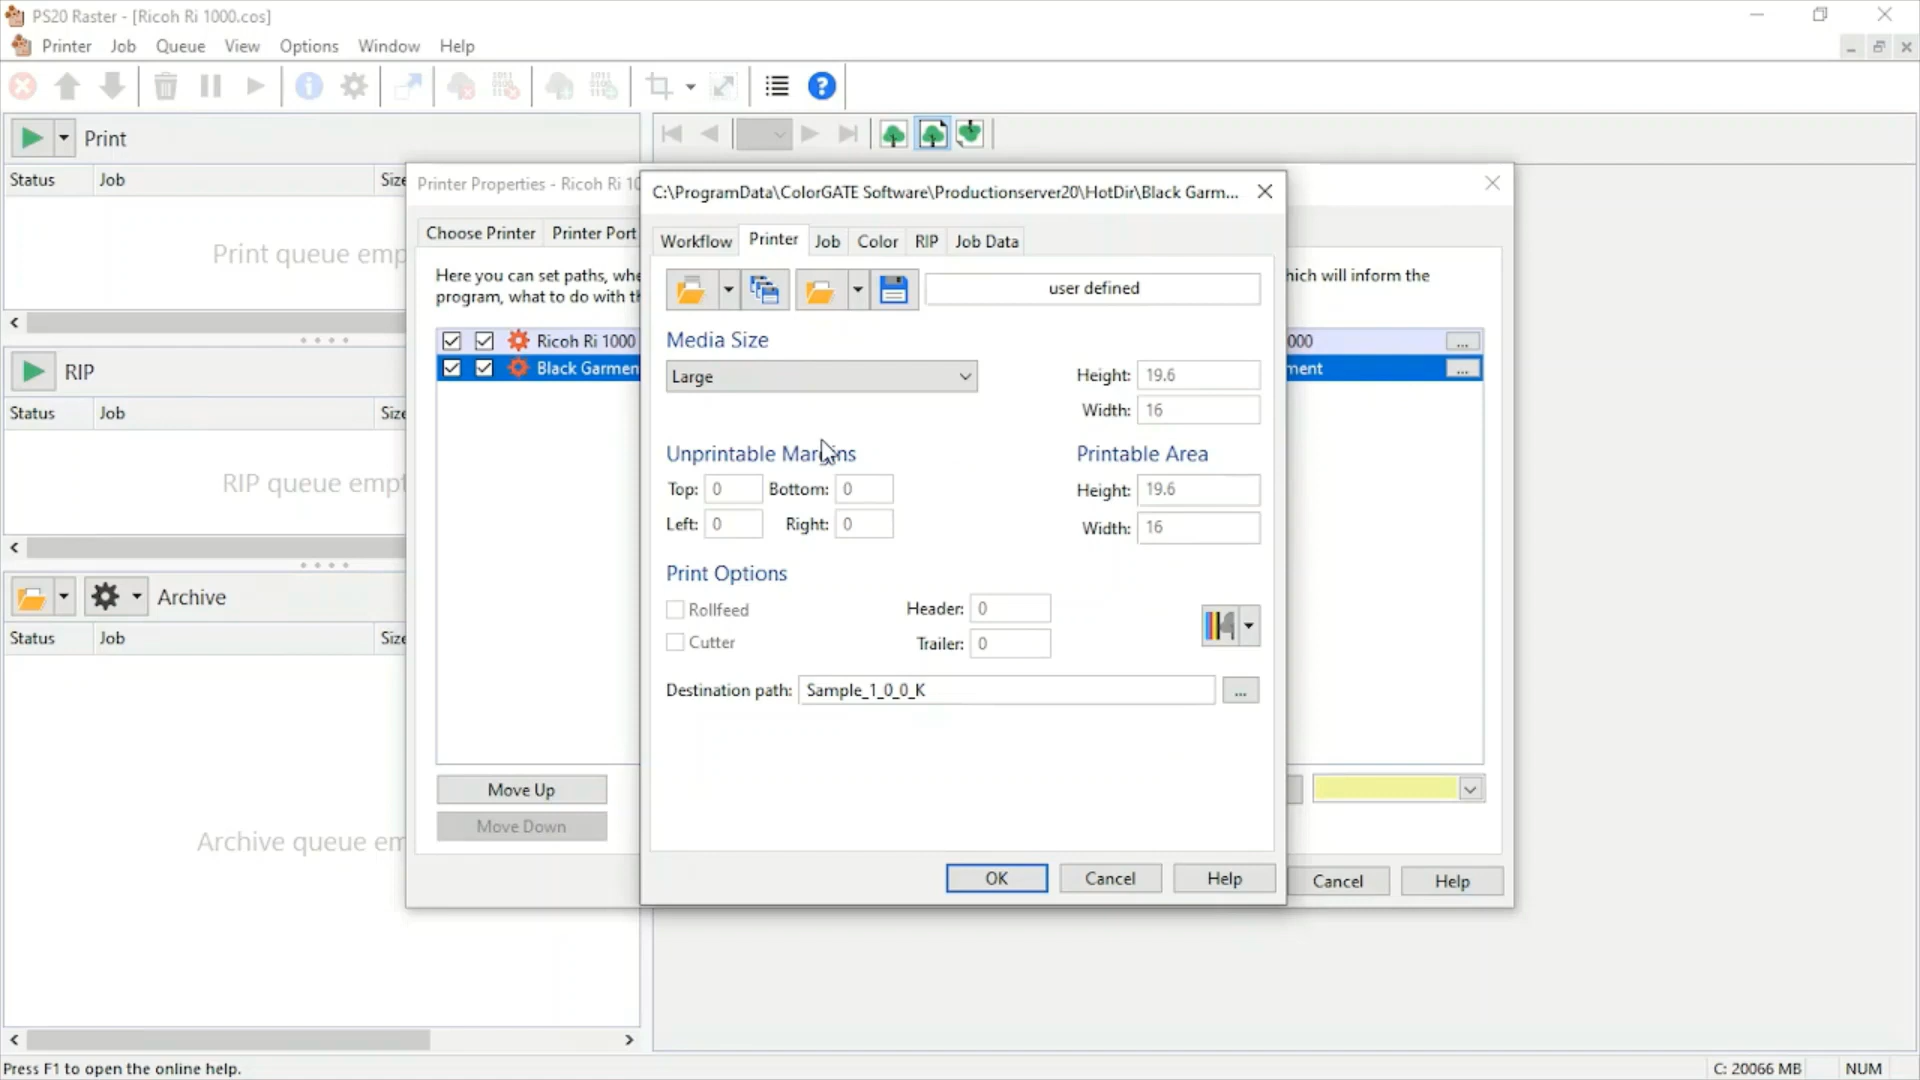 PS20 Raster - [Ricoh Ri 1000.cos]
Printer Job Queue View Options Window Help
Print
Status Job Size
Print queue emp
RIP
Status Job Size
RIP queue empt
Archive
Status Job Size
Archive queue em
Printer Properties - Ricoh Ri 10
Choose Printer Printer Port
Here you can set paths, whe
program, what to do with th
hich will inform the
Ricoh Ri 1000
000 ...
Black Garmen
ment ...
Move Up
Move Down
Cancel Help
C:\ProgramData\ColorGATE Software\Productionserver20\HotDir\Black Garm...
Workflow Printer Job Color RIP Job Data
user defined
Media Size
Large
Height: 19.6
Width: 16
Unprintable Margins
Top: 0 Bottom: 0
Left: 0 Right: 0
Printable Area
Height: 19.6
Width: 16
Print Options
Rollfeed Header: 0
Cutter Trailer: 0
Destination path: Sample_1_0_0_K ...
OK Cancel Help
Press F1 to open the online help.
C: 20066 MB NUM